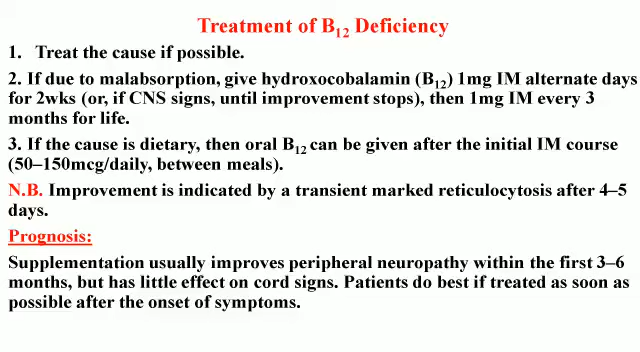 Treatment of B12 Deficiency
1. Treat the cause if possible.
2. If due to malabsorption, give hydroxocobalamin (B12) 1mg IM alternate days
for 2wks (or, if CNS signs, until improvement stops), then 1mg IM every 3
months for life.
3. If the cause is dietary, then oral B12 can be given after the initial IM course
(50–150mcg/daily, between meals).
N.B. Improvement is indicated by a transient marked reticulocytosis after 4–5
days.
Prognosis:
Supplementation usually improves peripheral neuropathy within the first 3–6
months, but has little effect on cord signs. Patients do best if treated as soon as
possible after the onset of symptoms.